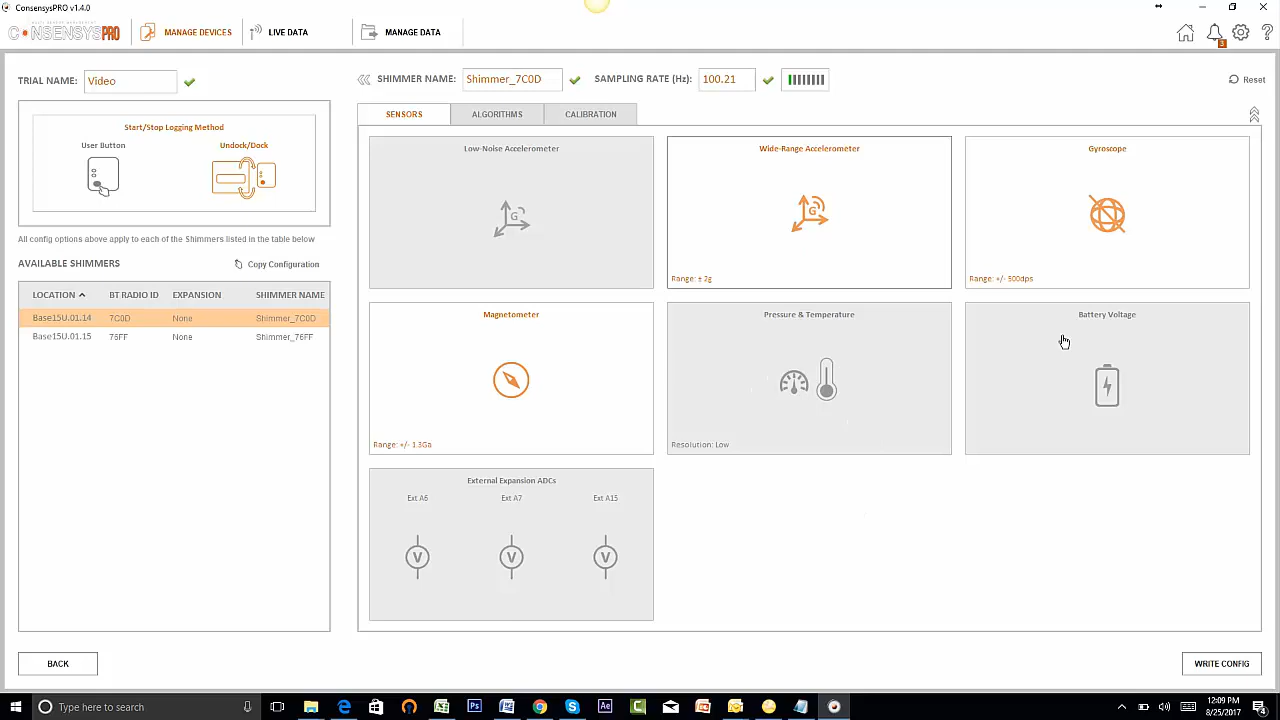 ConsensysPRO v1.4.0
CONSENSYSPRO
MANAGE DEVICES
LIVE DATA
MANAGE DATA
3
TRIAL NAME: Video
SHIMMER NAME: Shimmer_7C0D
SAMPLING RATE (Hz): 100.21
Reset
Start/Stop Logging Method
User Button
Undock/Dock
All config options above apply to each of the Shimmers listed in the table below
AVAILABLE SHIMMERS
Copy Configuration
LOCATION BT RADIO ID EXPANSION SHIMMER NAME
Base15U.01.14 7C0D None Shimmer_7C0D
Base15U.01.15 76FF None Shimmer_76FF
SENSORS
ALGORITHMS
CALIBRATION
Low-Noise Accelerometer
G
Wide-Range Accelerometer
G
Range: ± 2g
Gyroscope
Range: +/- 500dps
Magnetometer
Range: +/- 1.3Ga
Pressure & Temperature
Resolution: Low
Battery Voltage
External Expansion ADCs
Ext A6 Ext A7 Ext A15
V V V
BACK
WRITE CONFIG
Type here to search
Ps
Ae
12:09 PM
8/25/2017